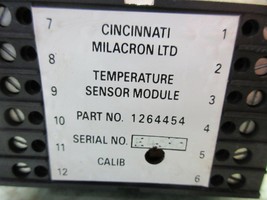 7 CINCINNATI 1
MILACRON LTD
8 2
TEMPERATURE
9 SENSOR MODULE 3
10 PART NO. 1264454 4
11 SERIAL NO. 5
12 CALIB 6